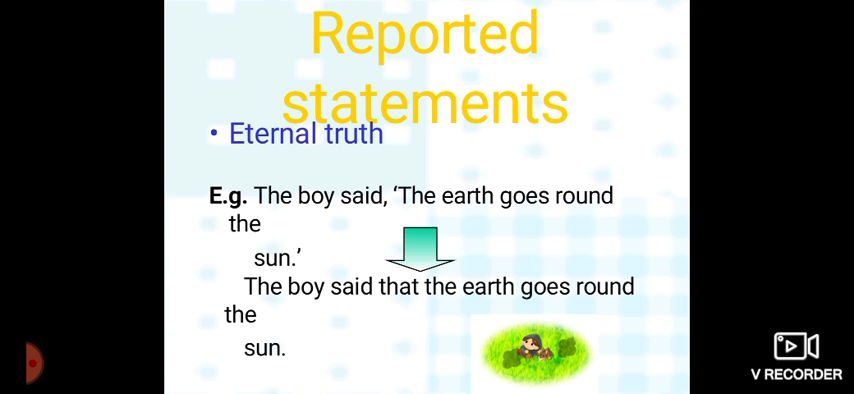 Reported
statements
• Eternal truth
E.g. The boy said, ‘The earth goes round
the
sun.’
The boy said that the earth goes round
the
sun.
V RECORDER